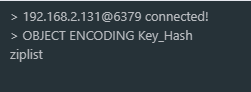 > 192.168.2.131@6379 connected!
> OBJECT ENCODING Key_Hash
ziplist